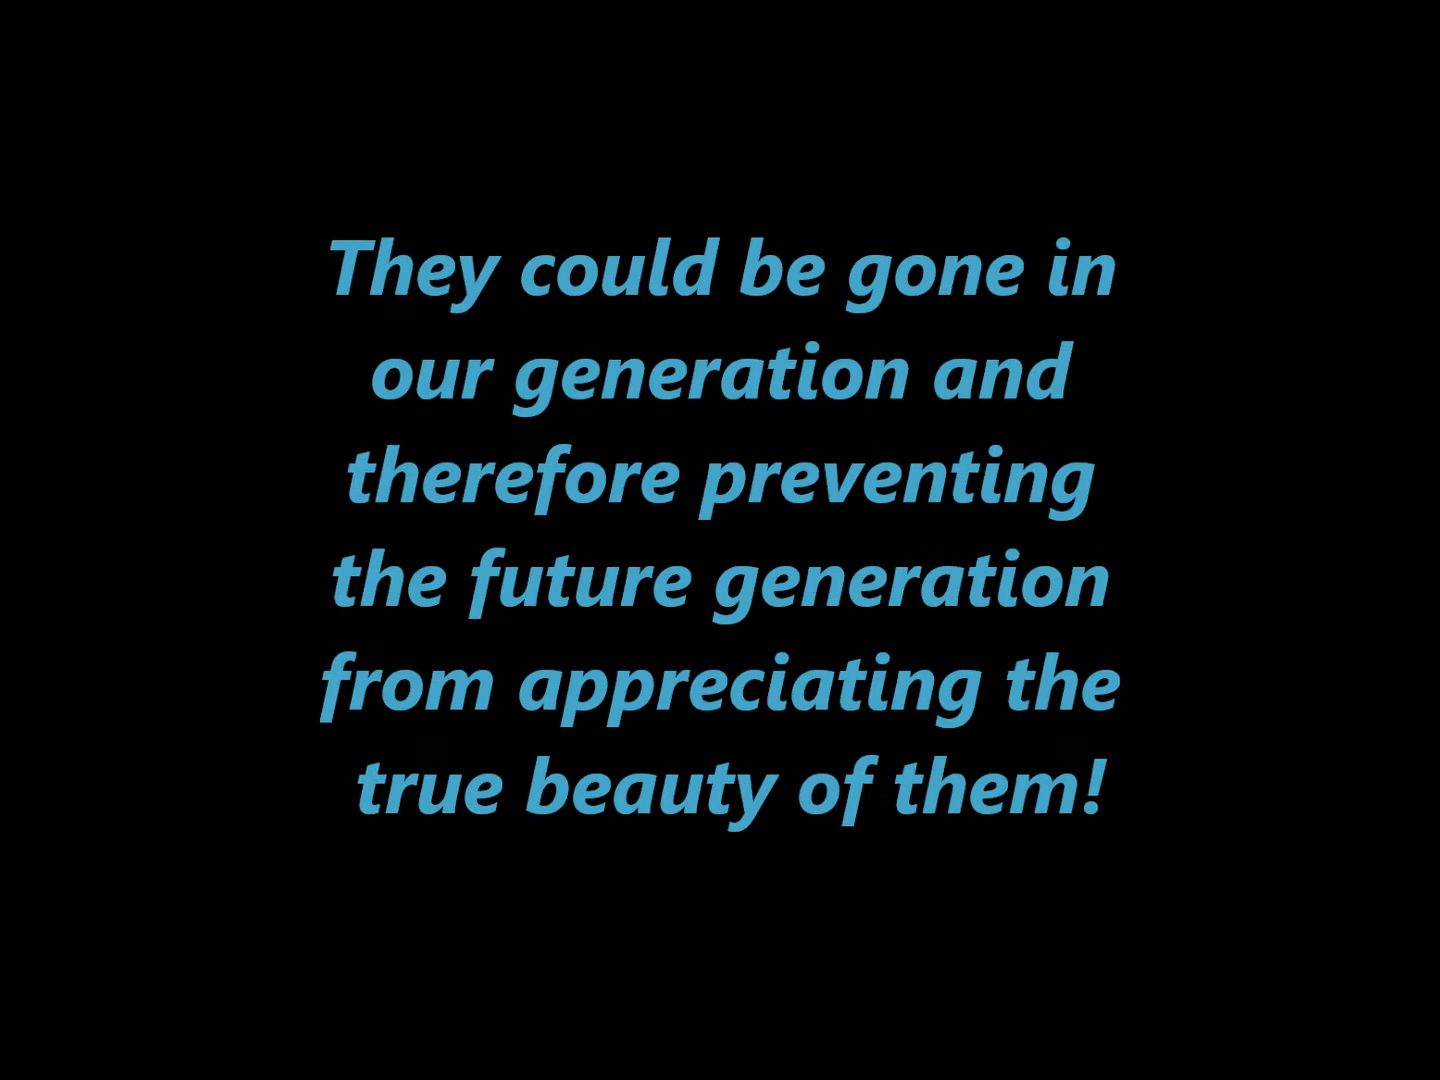 They could be gone in
our generation and
therefore preventing
the future generation
from appreciating the
true beauty of them!